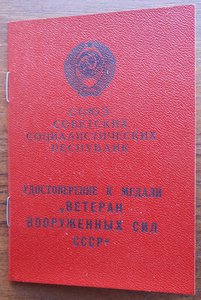 СОЮЗ
СОВЕТСКИХ
СОЦИАЛИСТИЧЕСКИХ
РЕСПУБЛИК
УДОСТОВЕРЕНИЕ К МЕДАЛИ
„ВЕТЕРАН
ВООРУЖЕННЫХ СИЛ
СССР“